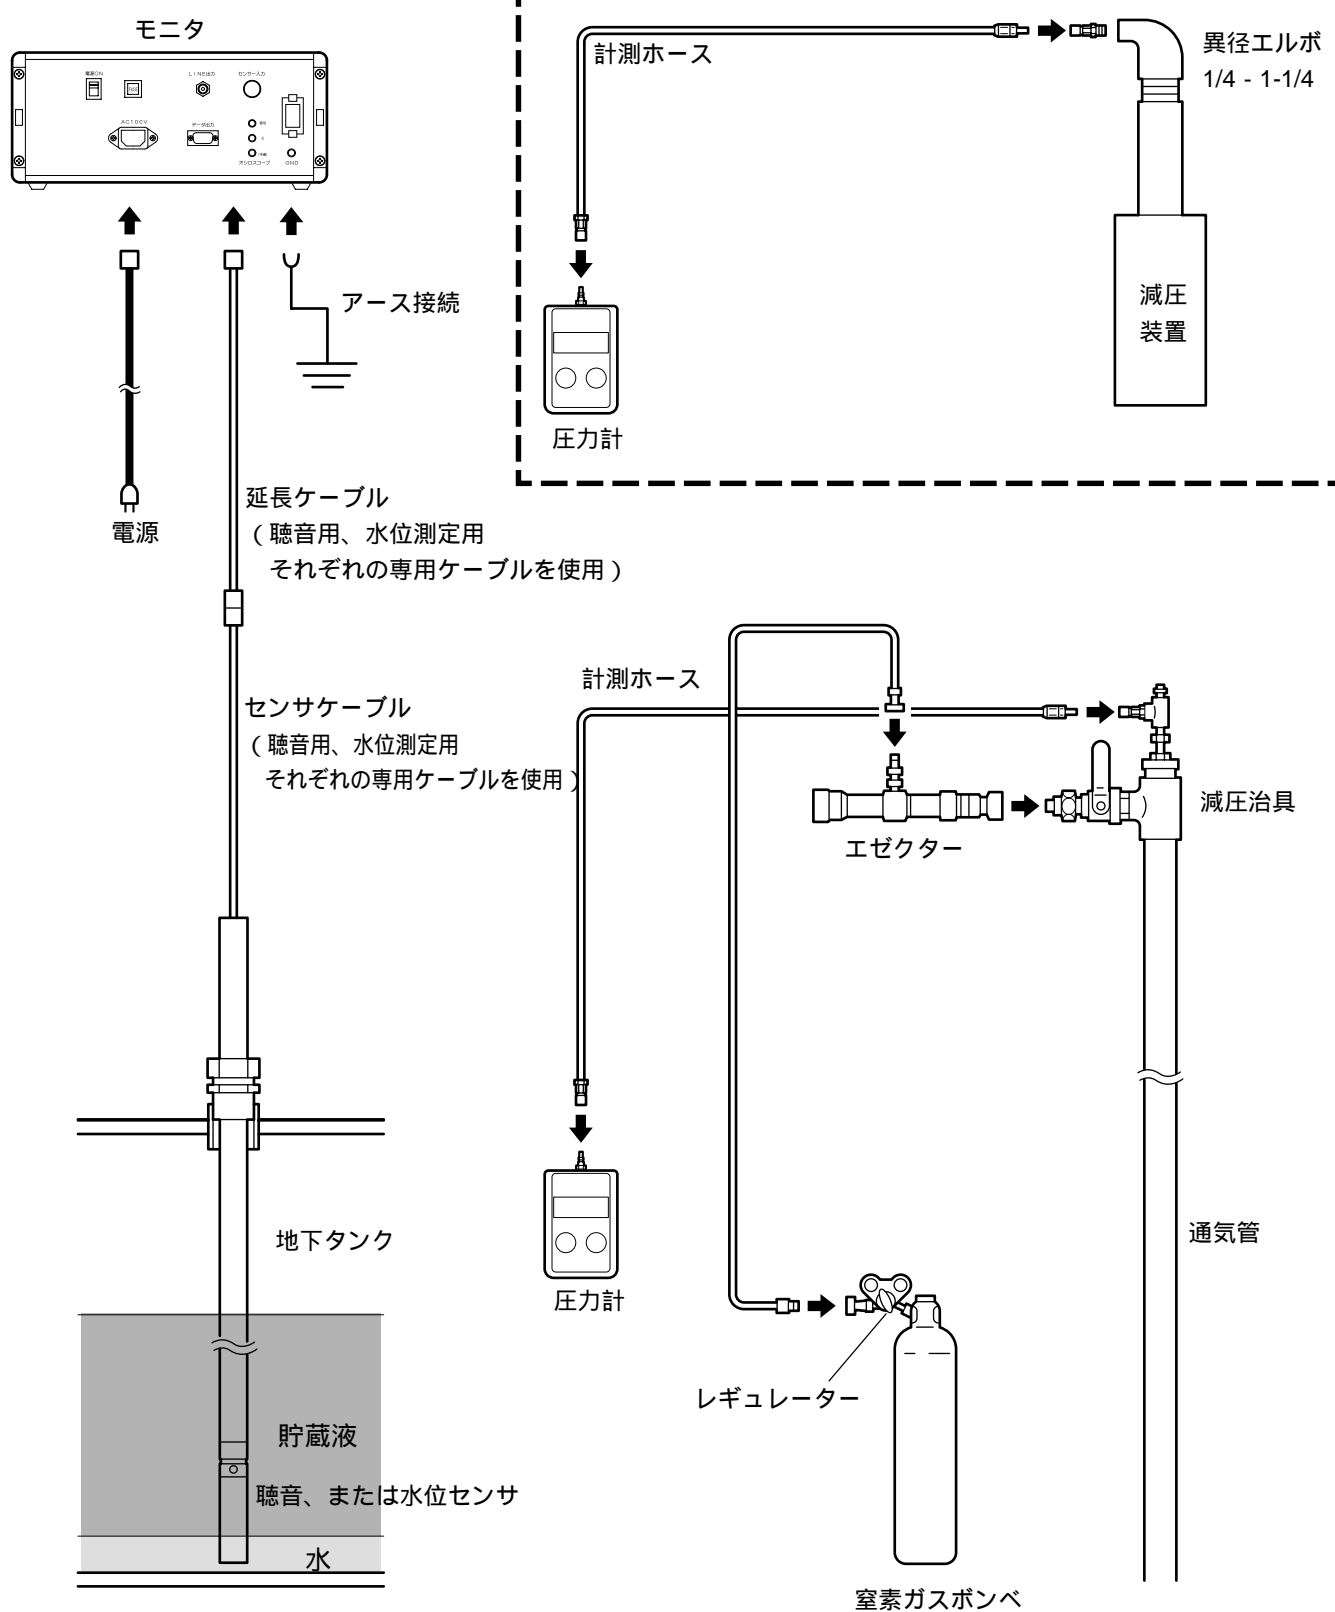 モニタ
電源ON
LINE出力
センサー入力
AC100V
データ出力
オシロスコープ
GND
計測ホース
異径エルボ
1/4 - 1-1/4
減圧
装置
圧力計
アース接続
電源
延長ケーブル
(聴音用、水位測定用
それぞれの専用ケーブルを使用)
センサケーブル
(聴音用、水位測定用
それぞれの専用ケーブルを使用)
計測ホース
エゼクター
減圧治具
地下タンク
圧力計
通気管
レギュレーター
貯蔵液
聴音、または水位センサ
水
窒素ガスボンベ